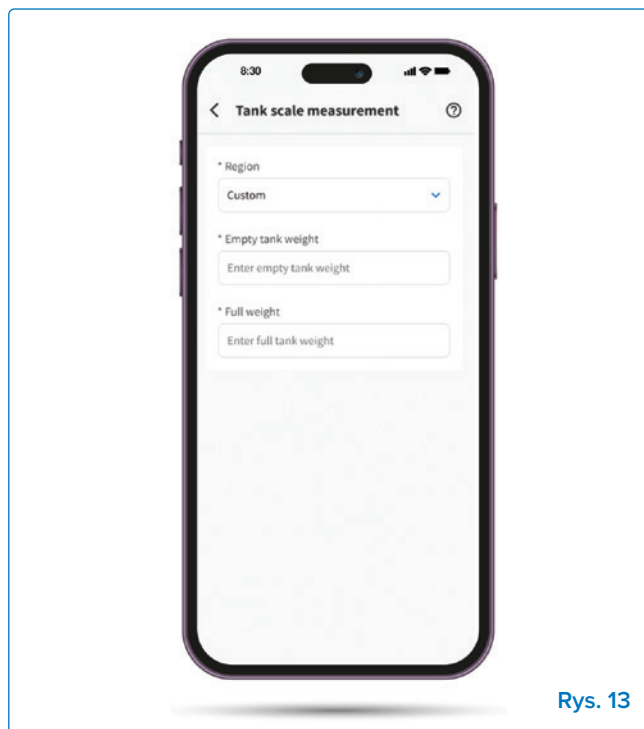 8:30
Tank scale measurement
* Region
Custom
* Empty tank weight
Enter empty tank weight
* Full weight
Enter full tank weight
Rys. 13